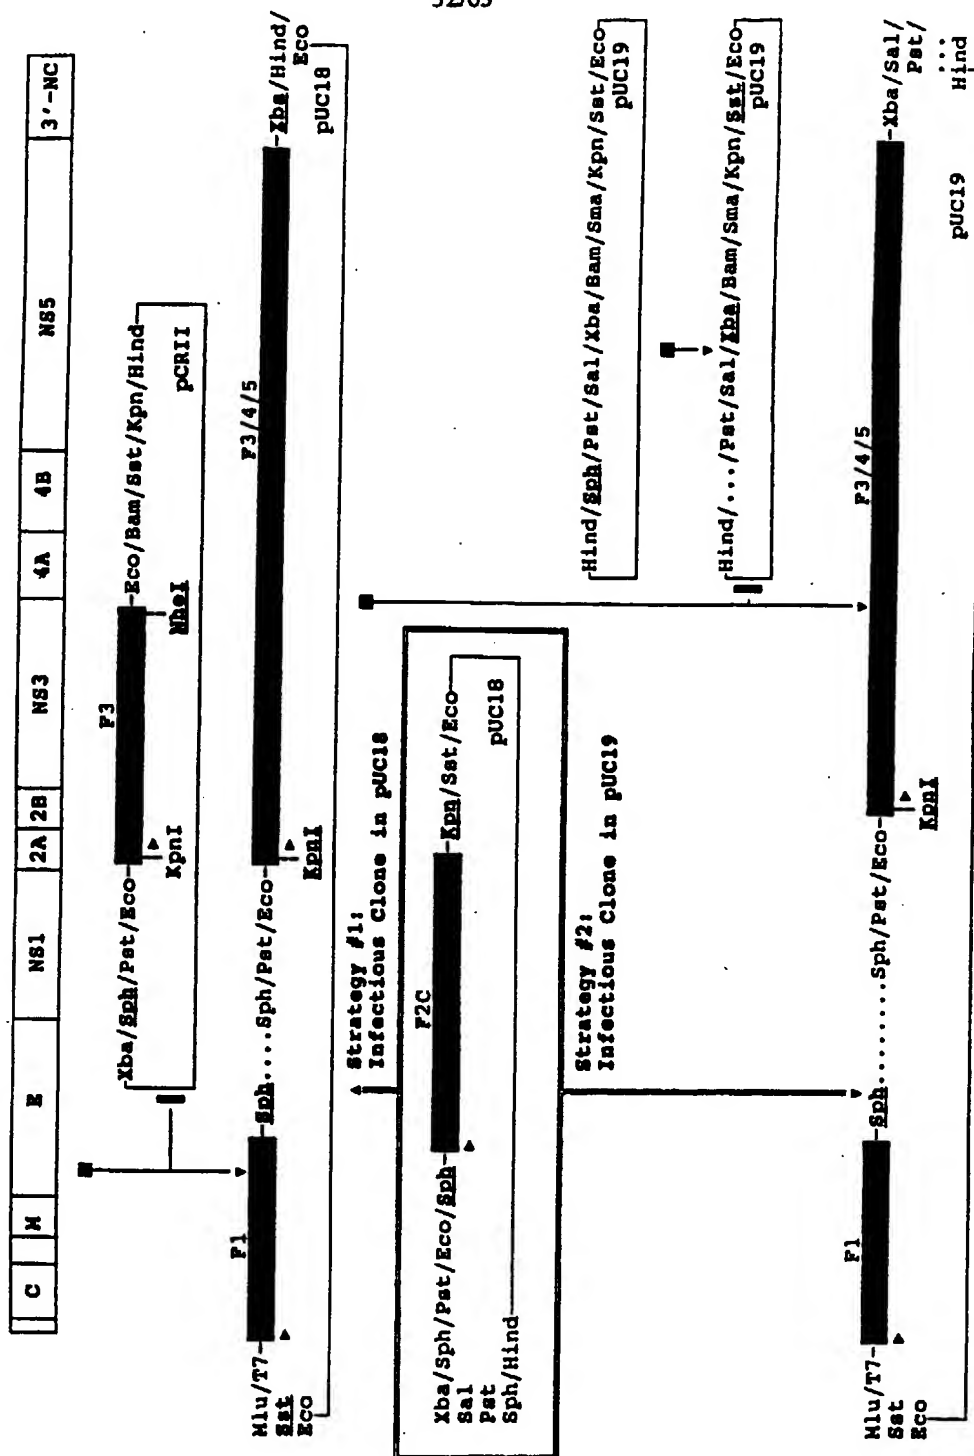 32/63
C M E NS1 2A 2B NS3 4A 4B NS5 3'-NC
F3
Xba/Sph/Pst/Eco
Eco/Bam/Sst/Kpn/Hind
KpnI
NheI
pCRII
F1
F3/4/5
Mlu/T7
Sst
Eco
Sph....Sph/Pst/Eco
Xba/Hind/
Eco
KpnI
pUC18
Strategy #1:
Infectious Clone in pUC18
F2C
Xba/Sph/Pst/Eco/Sph
Sal
Pst
Sph/Hind
Kpn/Sst/Eco
pUC18
Strategy #2:
Infectious Clone in pUC19
Hind/Sph/Pst/Sal/Xba/Bam/Sma/Kpn/Sst/Eco
pUC19
Hind/.../Pst/Sal/Xba/Bam/Sma/Kpn/Sst/Eco
pUC19
F1
F3/4/5
Mlu/T7
Sst
Eco
Sph........Sph/Pst/Eco
Xba/Sal/
Pst/
...
Hind
KpnI
pUC19